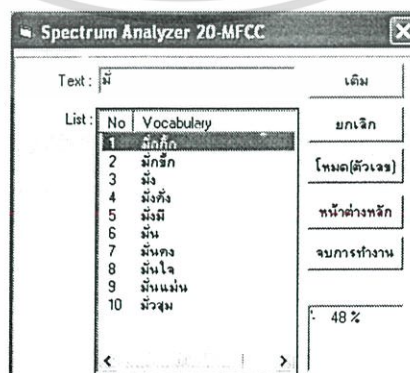 Spectrum Analyzer 20-MFCC
Text : มั่
เติม
List :
No Vocabulary
ยกเลิก
1 มั่กกั๊ก
2 มั่กขั้ก
โหมด(ตัวเลข)
3 มั่ง
4 มั่งคั่ง
หน้าต่างหลัก
5 มั่งมี
6 มั่น
7 มั่นคง
จบการทำงาน
8 มั่นใจ
9 มั่นแม่น
10 มั่วสุม
48 %